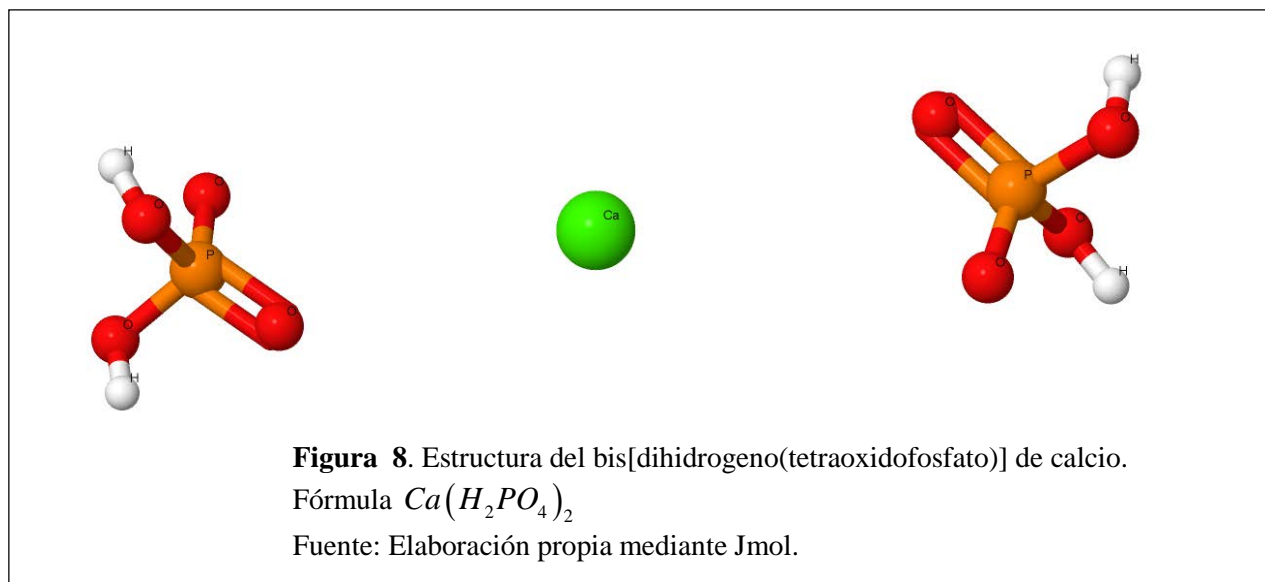 H
O
O
P
O
O
H
Ca
H
O
O
P
O
O
H
Figura 8. Estructura del bis[dihidrogeno(tetraoxidofosfato)] de calcio.
Fórmula Ca(H₂PO₄)₂
Fuente: Elaboración propia mediante Jmol.